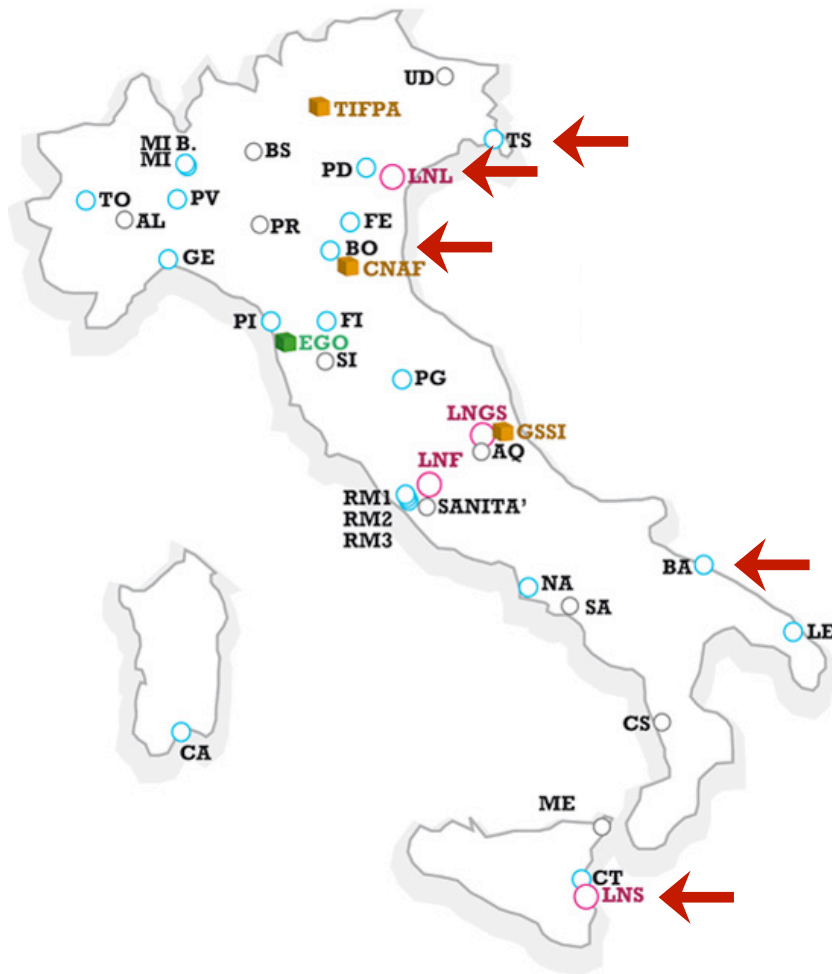 UD
TIFPA
TS
MI B.
MI
BS
PD
LNL
TO
PV
AL
PR
FE
BO
GE
CNAF
PI
FI
EGO
SI
PG
LNGS
GSSI
AQ
LNF
RM1
SANITA’
RM2
RM3
BA
NA
SA
LE
CS
CA
ME
CT
LNS